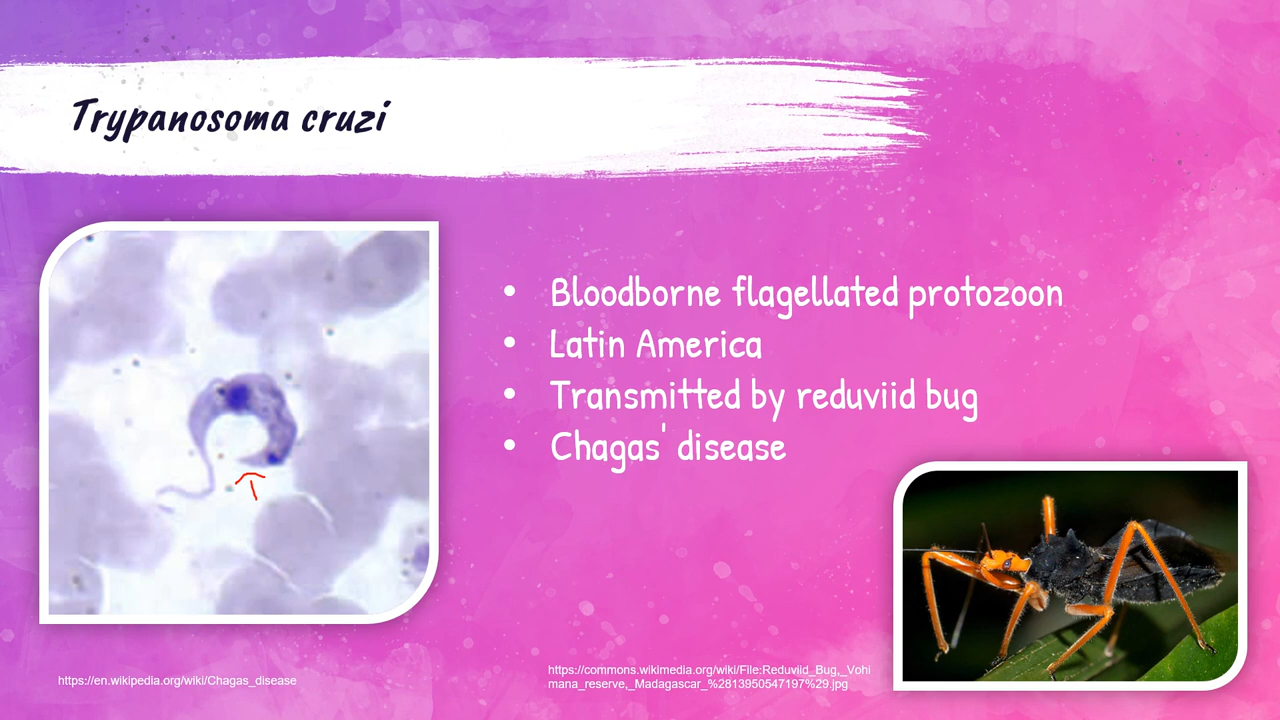 Trypanosoma cruzi
• Bloodborne flagellated protozoon
• Latin America
• Transmitted by reduviid bug
• Chagas' disease
https://en.wikipedia.org/wiki/Chagas_disease
https://commons.wikimedia.org/wiki/File:Reduviid_Bug,_Vohi
mana_reserve,_Madagascar_%2813950547197%29.jpg